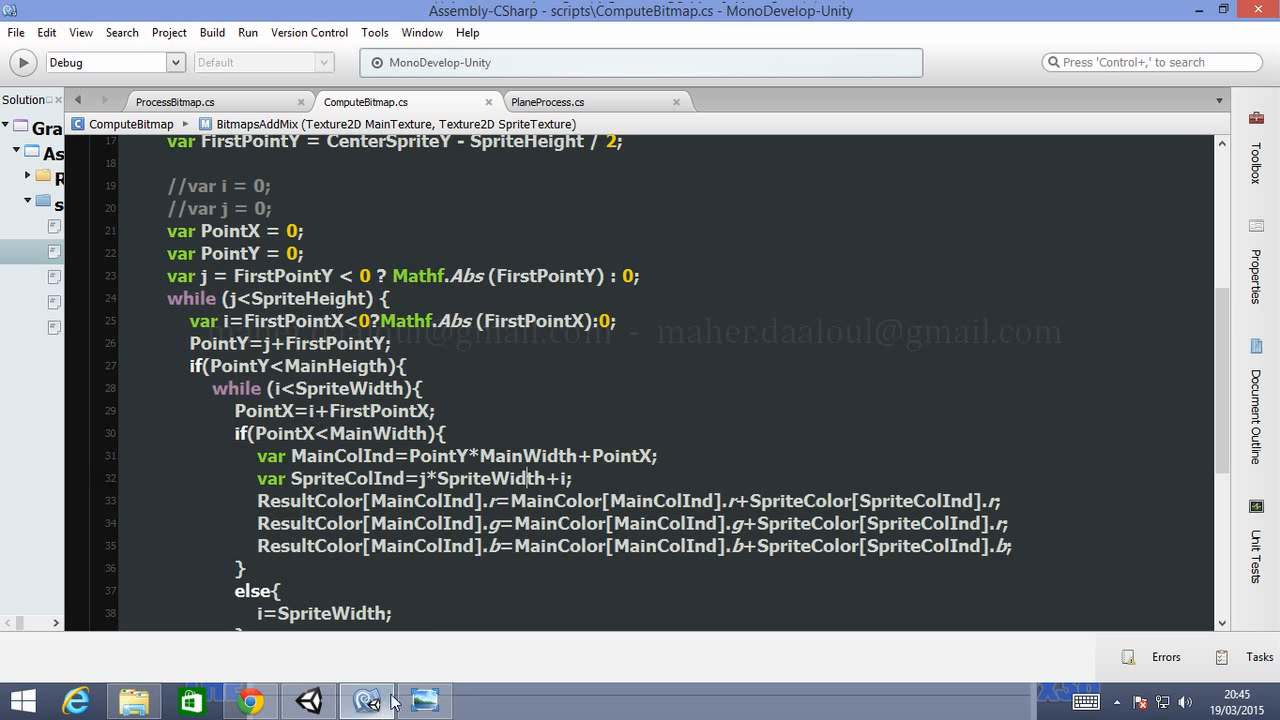 Assembly-CSharp - scripts\ComputeBitmap.cs - MonoDevelop-Unity
File Edit View Search Project Build Run Version Control Tools Window Help
Debug Default MonoDevelop-Unity Press 'Control+,' to search
Solution ProcessBitmap.cs ComputeBitmap.cs PlaneProcess.cs
ComputeBitmap BitmapsAddMix (Texture2D MainTexture, Texture2D SpriteTexture)
Gra
As
R
s
17 var FirstPointY = CenterSpriteY - SpriteHeight / 2;
18
19 //var i = 0;
20 //var j = 0;
21 var PointX = 0;
22 var PointY = 0;
23 var j = FirstPointY < 0 ? Mathf.Abs (FirstPointY) : 0;
24 while (j<SpriteHeight) {
25 var i=FirstPointX<0?Mathf.Abs (FirstPointX):0;
26 PointY=j+FirstPointY;
27 if(PointY<MainHeigth){
28 while (i<SpriteWidth){
29 PointX=i+FirstPointX;
30 if(PointX<MainWidth){
31 var MainColInd=PointY*MainWidth+PointX;
32 var SpriteColInd=j*SpriteWidth+i;
33 ResultColor[MainColInd].r=MainColor[MainColInd].r+SpriteColor[SpriteColInd].r;
34 ResultColor[MainColInd].g=MainColor[MainColInd].g+SpriteColor[SpriteColInd].r;
35 ResultColor[MainColInd].b=MainColor[MainColInd].b+SpriteColor[SpriteColInd].b;
36 }
37 else{
38 i=SpriteWidth;
maher.daaloul@gmail.com - maher.daaloul@gmail.com
Toolbox
Properties
Document Outline
Unit Tests
Errors Tasks
20:45
19/03/2015